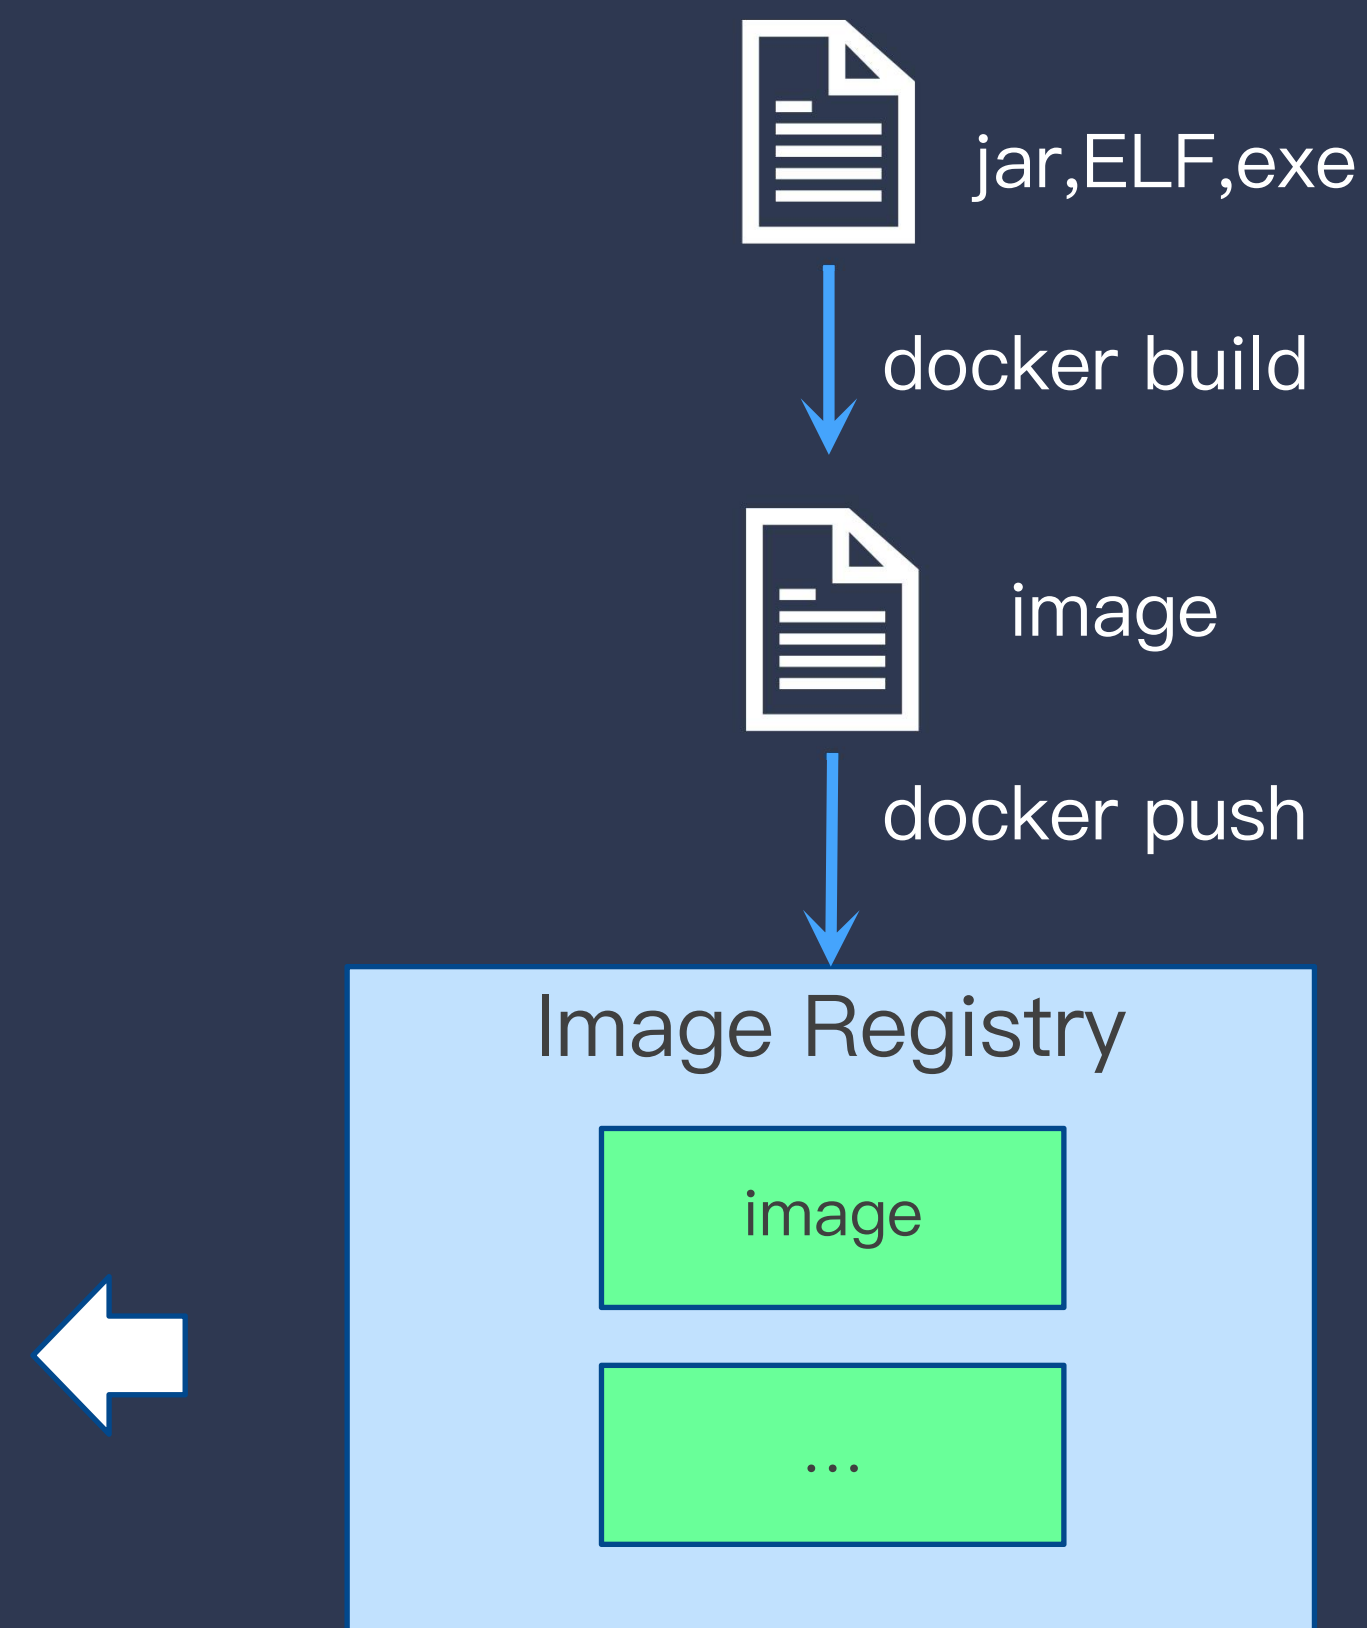 jar,ELF,exe
docker build
image
docker push
Image Registry
image
...